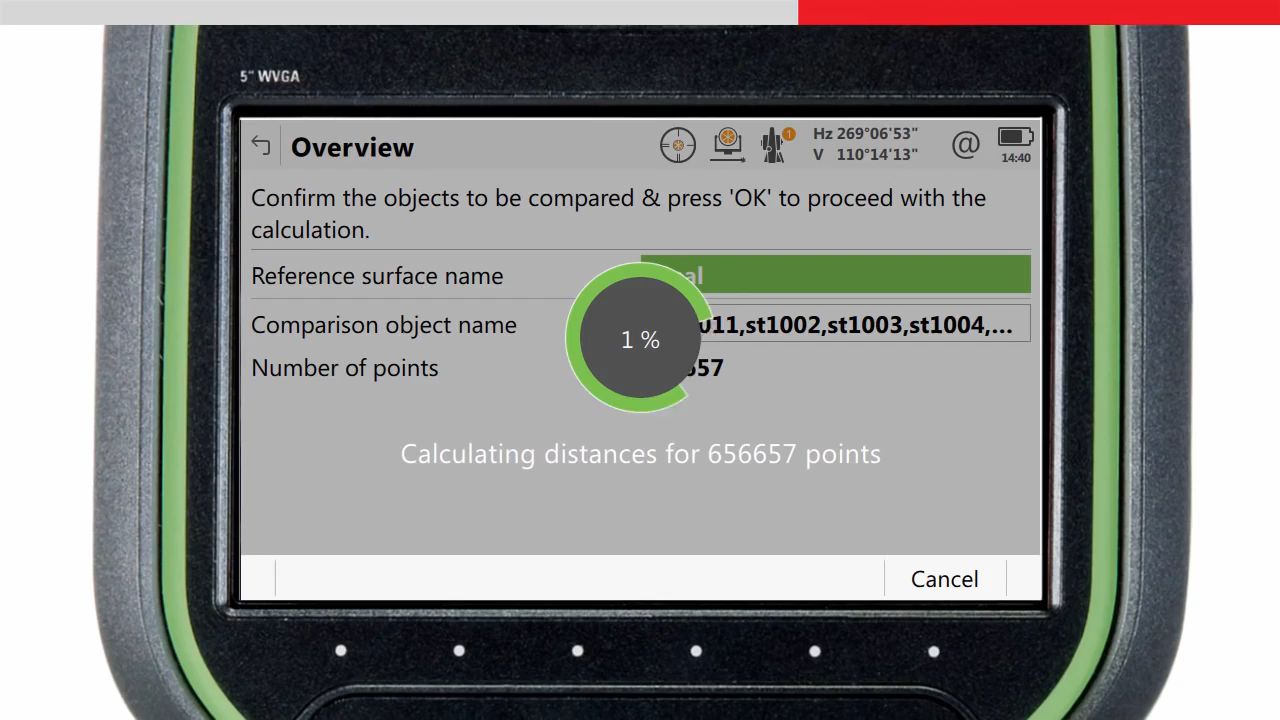 5" WVGA
Overview
1
Hz 269°06'53"
V 110°14'13"
@
14:40
Confirm the objects to be compared & press 'OK' to proceed with the
calculation.
Reference surface name
Comparison object name
011,st1002,st1003,st1004,...
Number of points
657
1 %
Calculating distances for 656657 points
Cancel